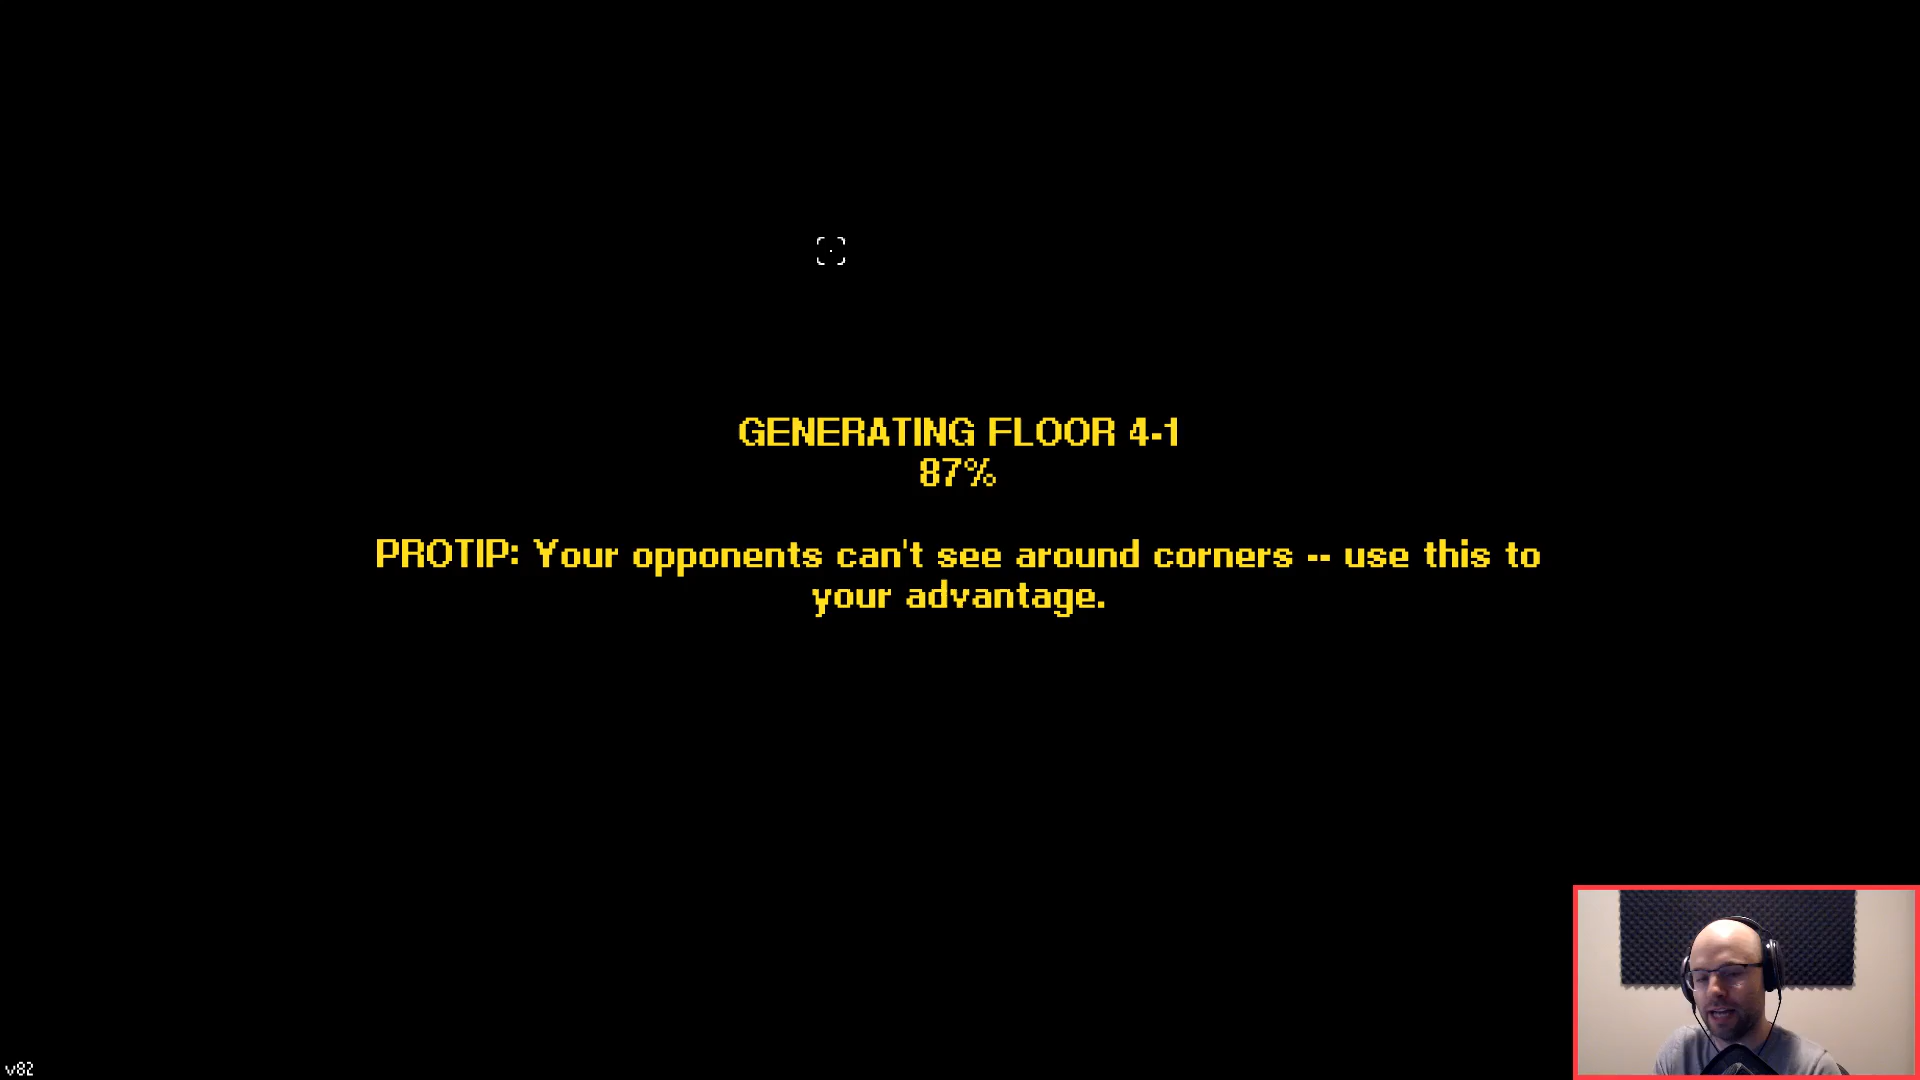 GENERATING FLOOR 4-1
87%
PROTIP: Your opponents can't see around corners -- use this to
your advantage.
v82